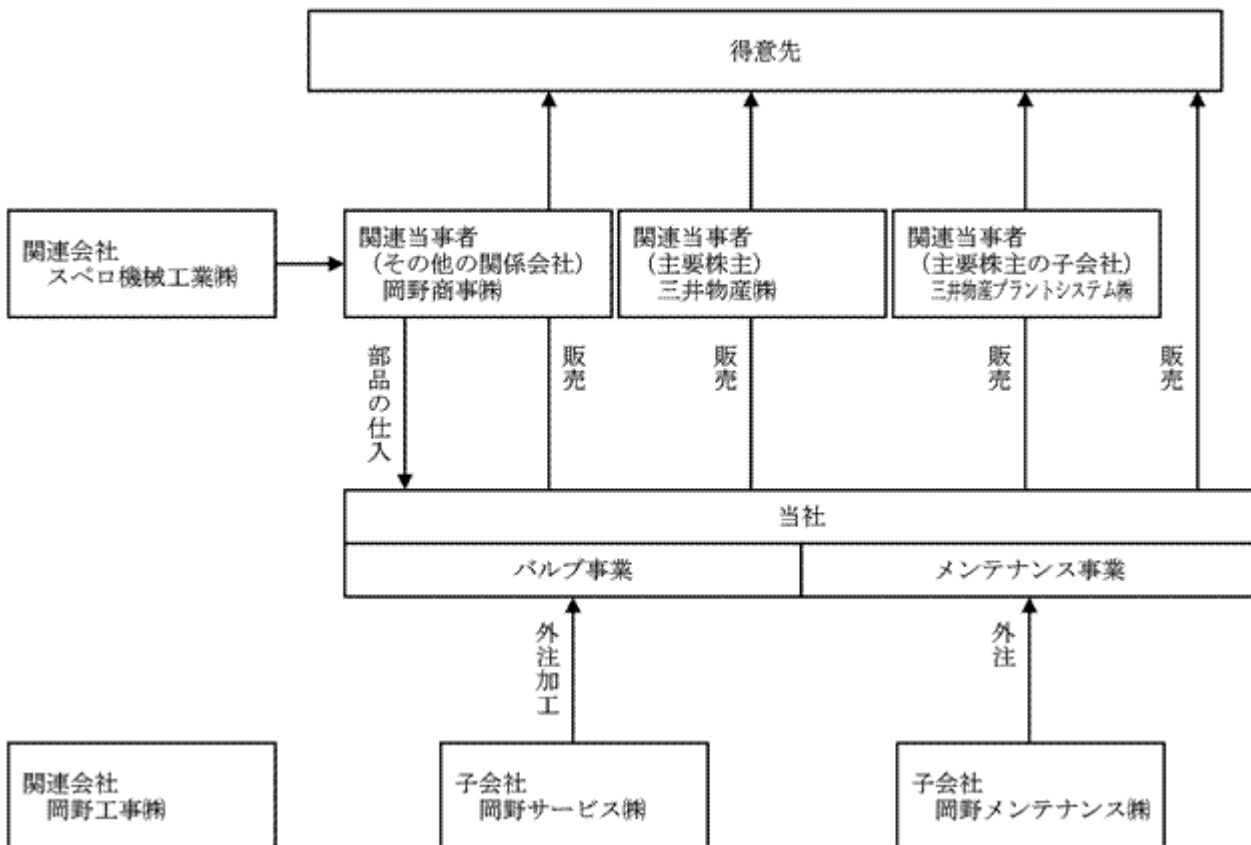 得意先
関連会社
スペロ機械工業㈱
関連当事者
(その他の関係会社)
岡野商事㈱
関連当事者
(主要株主)
三井物産㈱
関連当事者
(主要株主の子会社)
三井物産プラントシステム㈱
部品の仕入
販売
販売
販売
販売
当社
バルブ事業
メンテナンス事業
外注加工
外注
関連会社
岡野工事㈱
子会社
岡野サービス㈱
子会社
岡野メンテナンス㈱